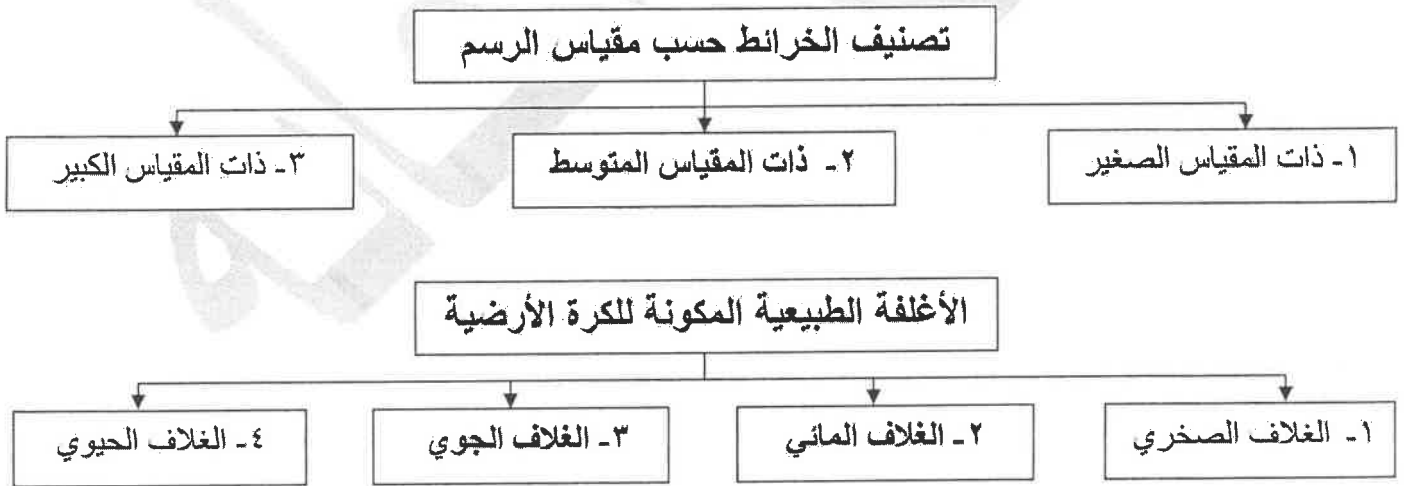 تصنيف الخرائط حسب مقياس الرسم
١- ذات المقياس الصغير
٢- ذات المقياس المتوسط
٣- ذات المقياس الكبير
الأغلفة الطبيعية المكونة للكرة الأرضية
١- الغلاف الصخري
٢- الغلاف المائي
٣- الغلاف الجوي
٤- الغلاف الحيوي